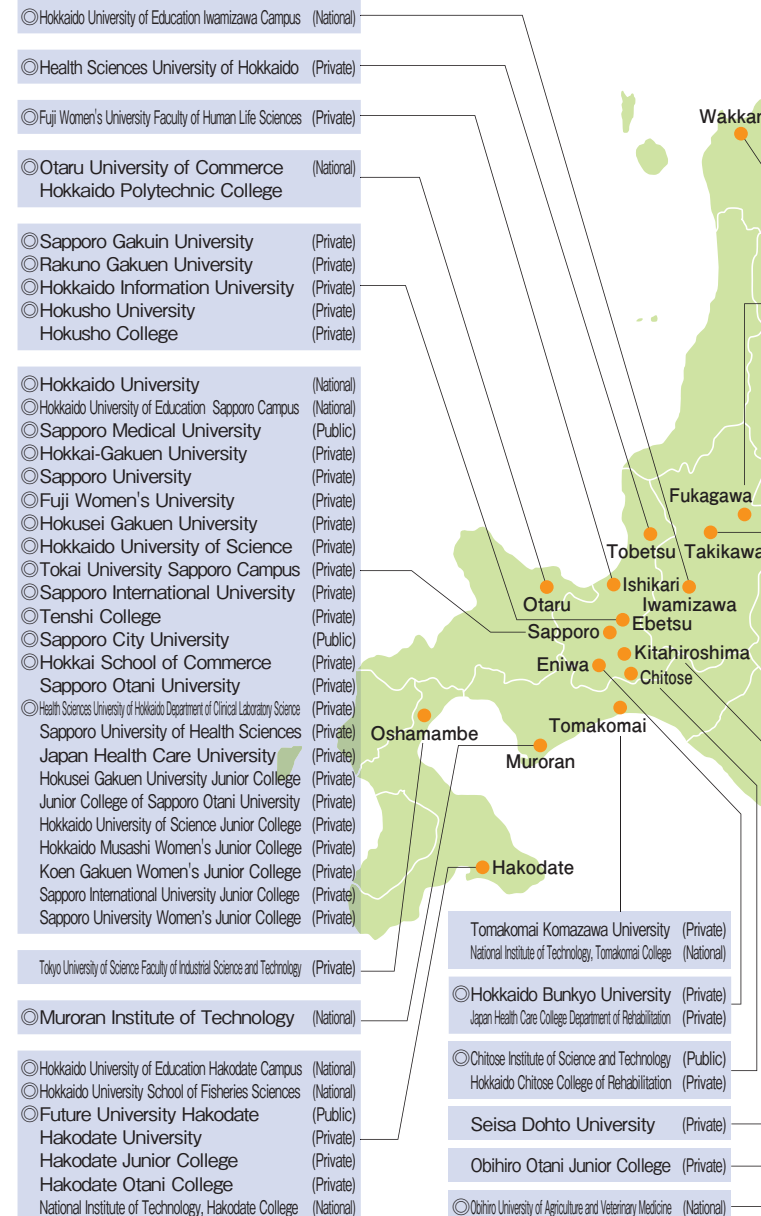 ◎Hokkaido University of Education Iwamizawa Campus (National)
◎Health Sciences University of Hokkaido (Private)
◎Fuji Women's University Faculty of Human Life Sciences (Private)
◎Otaru University of Commerce (National)
Hokkaido Polytechnic College
◎Sapporo Gakuin University (Private)
◎Rakuno Gakuen University (Private)
◎Hokkaido Information University (Private)
◎Hokusho University (Private)
Hokusho College (Private)
◎Hokkaido University (National)
◎Hokkaido University of Education Sapporo Campus (National)
◎Sapporo Medical University (Public)
◎Hokkai-Gakuen University (Private)
◎Sapporo University (Private)
◎Fuji Women's University (Private)
◎Hokusei Gakuen University (Private)
◎Hokkaido University of Science (Private)
◎Tokai University Sapporo Campus (Private)
◎Sapporo International University (Private)
◎Tenshi College (Private)
◎Sapporo City University (Public)
◎Hokkai School of Commerce (Private)
Sapporo Otani University (Private)
◎Health Sciences University of Hokkaido Department of Clinical Laboratory Science (Private)
Sapporo University of Health Sciences (Private)
Japan Health Care University (Private)
Hokusei Gakuen University Junior College (Private)
Junior College of Sapporo Otani University (Private)
Hokkaido University of Science Junior College (Private)
Hokkaido Musashi Women's Junior College (Private)
Koen Gakuen Women's Junior College (Private)
Sapporo International University Junior College (Private)
Sapporo University Women's Junior College (Private)
Tokyo University of Science Faculty of Industrial Science and Technology (Private)
◎Muroran Institute of Technology (National)
◎Hokkaido University of Education Hakodate Campus (National)
◎Hokkaido University School of Fisheries Sciences (National)
◎Future University Hakodate (Public)
Hakodate University (Private)
Hakodate Junior College (Private)
Hakodate Otani College (Private)
National Institute of Technology, Hakodate College (National)
Wakkan
Fukagawa
Tobetsu
Takikawa
Ishikari
Otaru
Iwamizawa
Ebetsu
Sapporo
Kitahiroshima
Eniwa
Chitose
Oshamambe
Tomakomai
Muroran
Hakodate
Tomakomai Komazawa University (Private)
National Institute of Technology, Tomakomai College (National)
◎Hokkaido Bunkyo University (Private)
Japan Health Care College Department of Rehabilitation (Private)
◎Chitose Institute of Science and Technology (Public)
Hokkaido Chitose College of Rehabilitation (Private)
Seisa Dohto University (Private)
Obihiro Otani Junior College (Private)
◎Obihiro University of Agriculture and Veterinary Medicine (National)